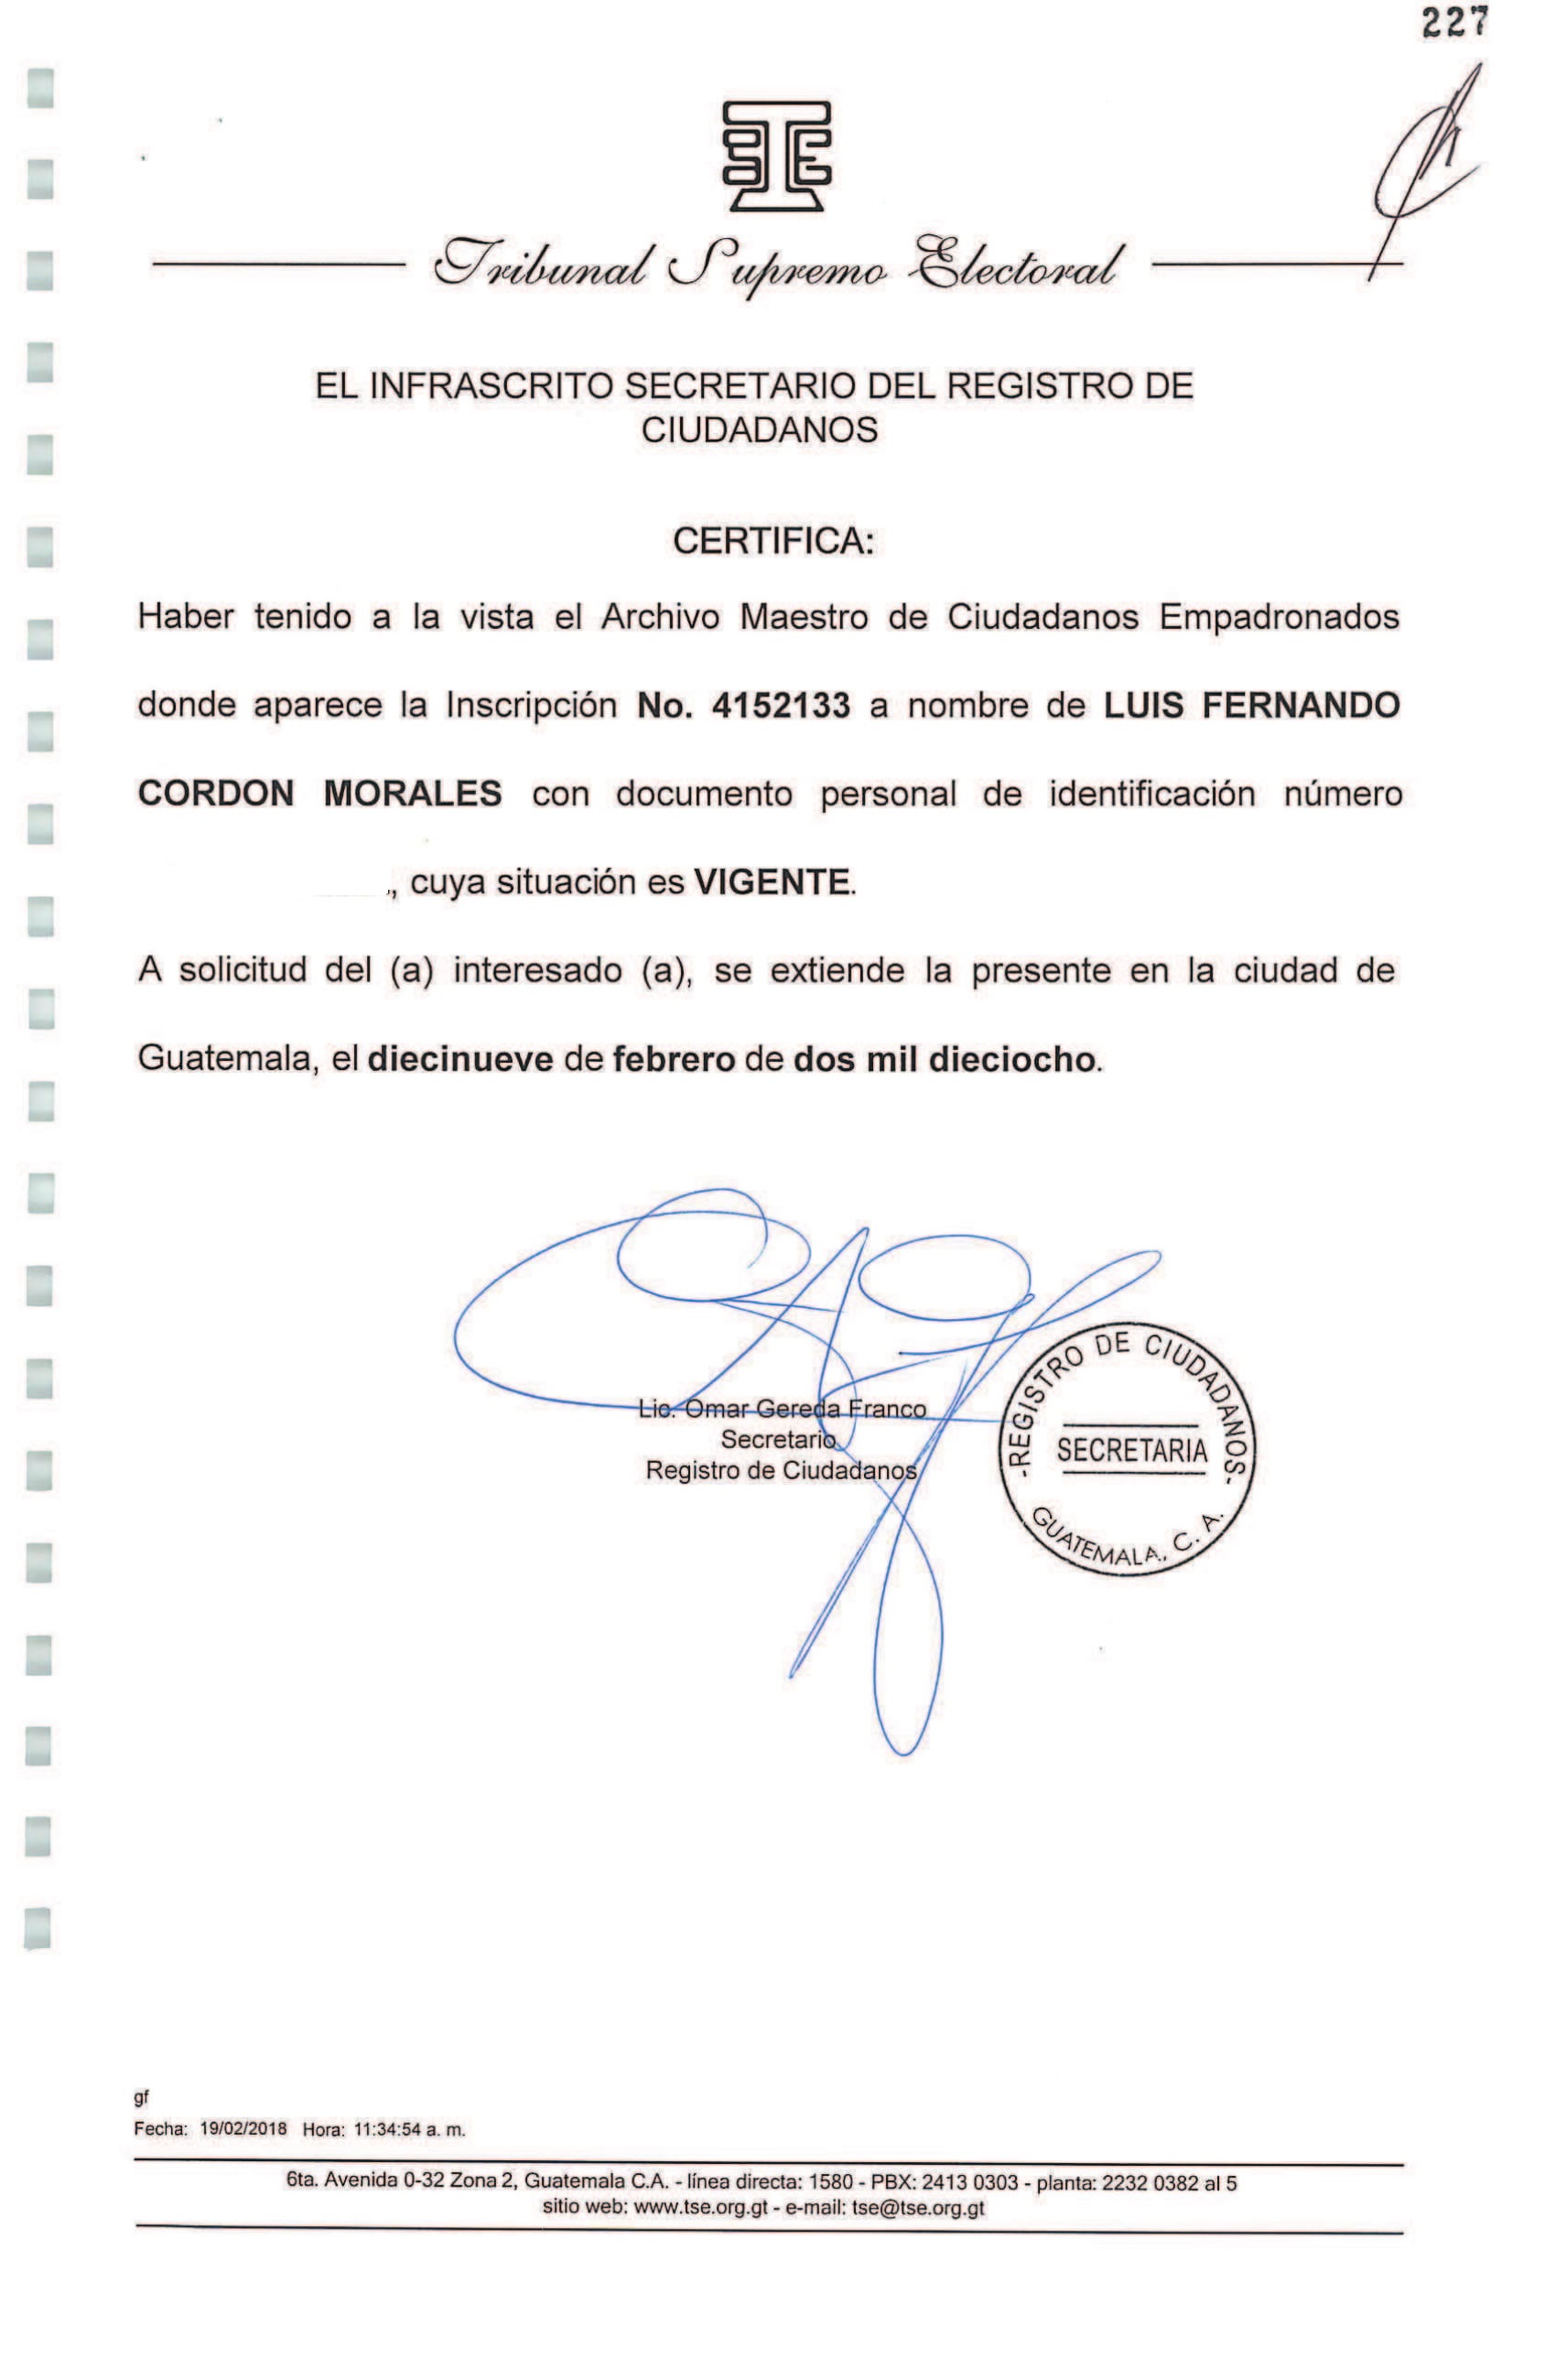 227
Tribunal Supremo Electoral
EL INFRASCRITO SECRETARIO DEL REGISTRO DE
CIUDADANOS
CERTIFICA:
Haber tenido a la vista el Archivo Maestro de Ciudadanos Empadronados
donde aparece la Inscripción No. 4152133 a nombre de LUIS FERNANDO
CORDON MORALES con documento personal de identificación número
., cuya situación es VIGENTE.
A solicitud del (a) interesado (a), se extiende la presente en la ciudad de
Guatemala, el diecinueve de febrero de dos mil dieciocho.
Lic. Omar Gereda Franco
Secretario
Registro de Ciudadanos
-REGISTRO DE CIUDADANOS-
SECRETARIA
GUATEMALA., C. A.
gf
Fecha: 19/02/2018 Hora: 11:34:54 a. m.
6ta. Avenida 0-32 Zona 2, Guatemala C.A. - línea directa: 1580 - PBX: 2413 0303 - planta: 2232 0382 al 5
sitio web: www.tse.org.gt - e-mail: tse@tse.org.gt